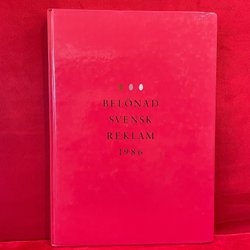 BELÖNAD
SVENSK
REKLAM
1986